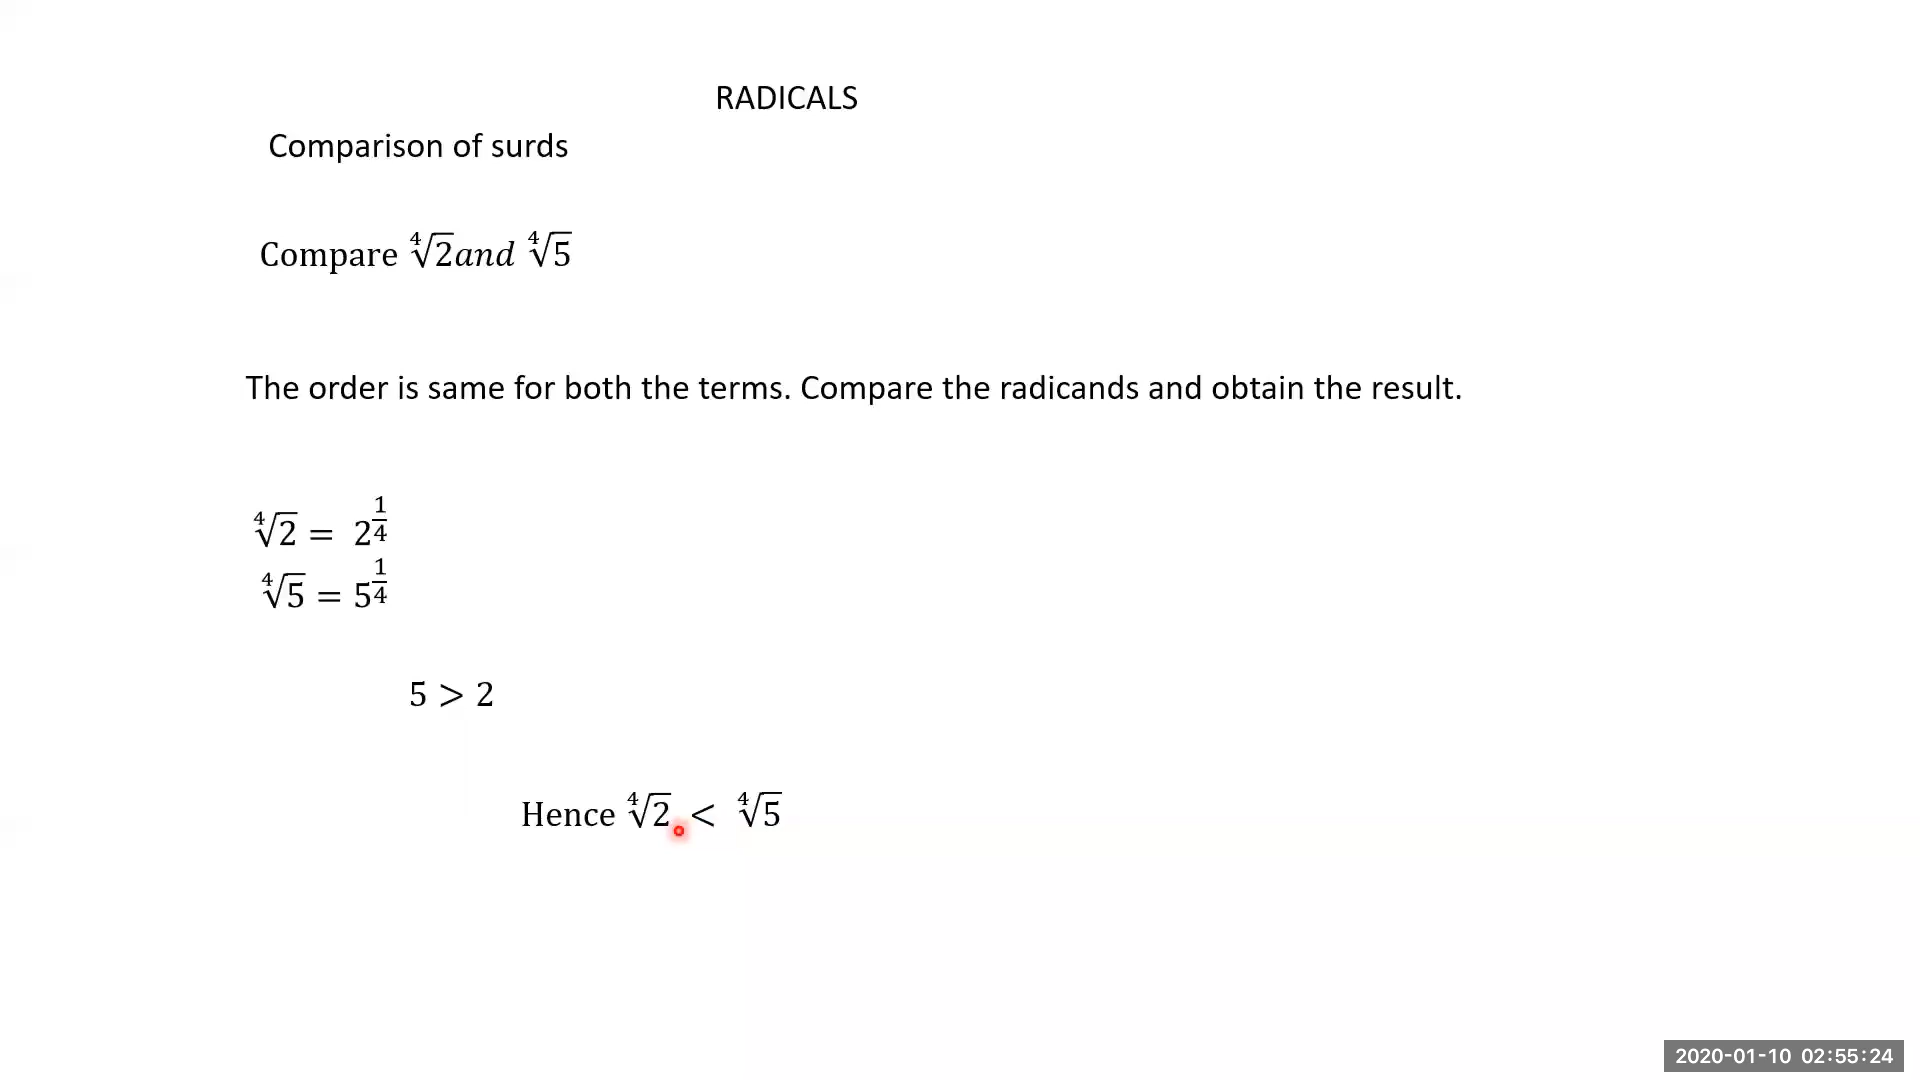 RADICALS
Comparison of surds
Compare ∜2and ∜5
The order is same for both the terms. Compare the radicands and obtain the result.
∜2 = 2^(1/4)
∜5 = 5^(1/4)
5 > 2
Hence ∜2 < ∜5
2020-01-10 02:55:24